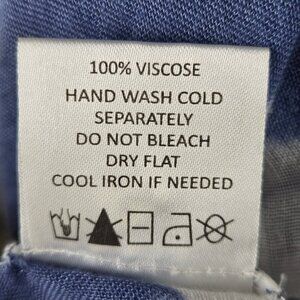 100% VISCOSE
HAND WASH COLD
SEPARATELY
DO NOT BLEACH
DRY FLAT
COOL IRON IF NEEDED